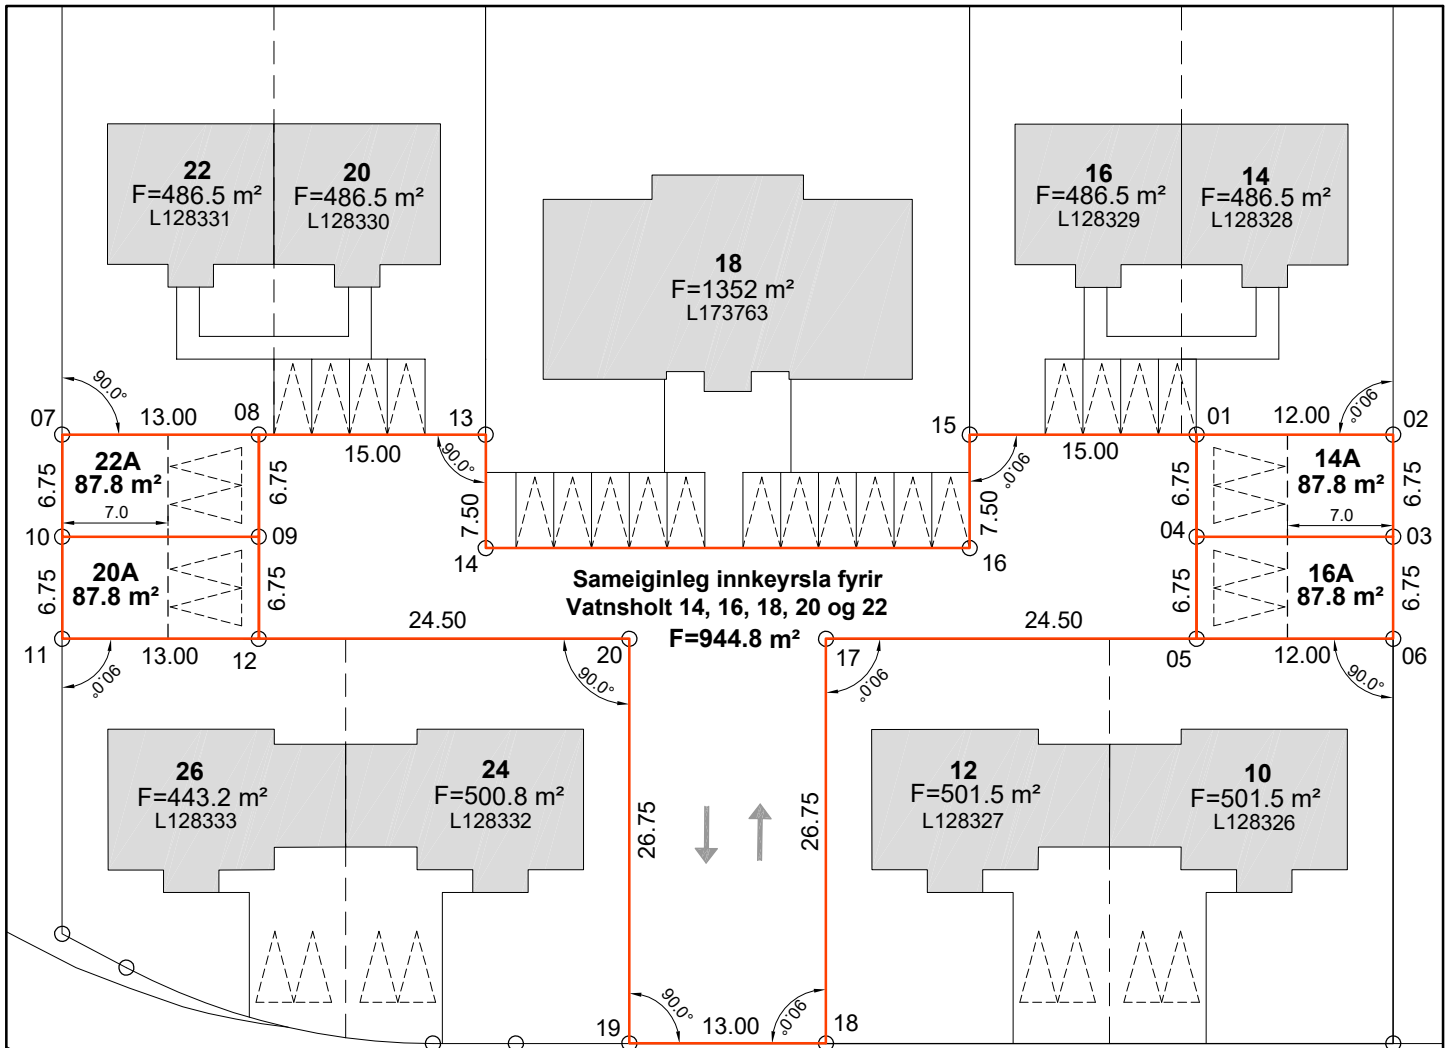 22
F=486.5 m²
L128331
20
F=486.5 m²
L128330
18
F=1352 m²
L173763
16
F=486.5 m²
L128329
14
F=486.5 m²
L128328
90.0°
07
13.00
08
15.00
13
90.0°
15
90.0°
15.00
01
12.00
90.0°
02
22A
87.8 m²
6.75
7.0
6.75
7.50
7.50
6.75
14A
87.8 m²
7.0
6.75
10
09
14
16
04
03
20A
87.8 m²
6.75
6.75
Sameiginleg innkeyrsla fyrir
Vatnsholt 14, 16, 18, 20 og 22
F=944.8 m²
6.75
16A
87.8 m²
6.75
11
90.0°
13.00
12
24.50
90.0°
20
17
90.0°
24.50
05
12.00
90.0°
06
26
F=443.2 m²
L128333
24
F=500.8 m²
L128332
26.75
26.75
12
F=501.5 m²
L128327
10
F=501.5 m²
L128326
19
90.0°
13.00
90.0°
18